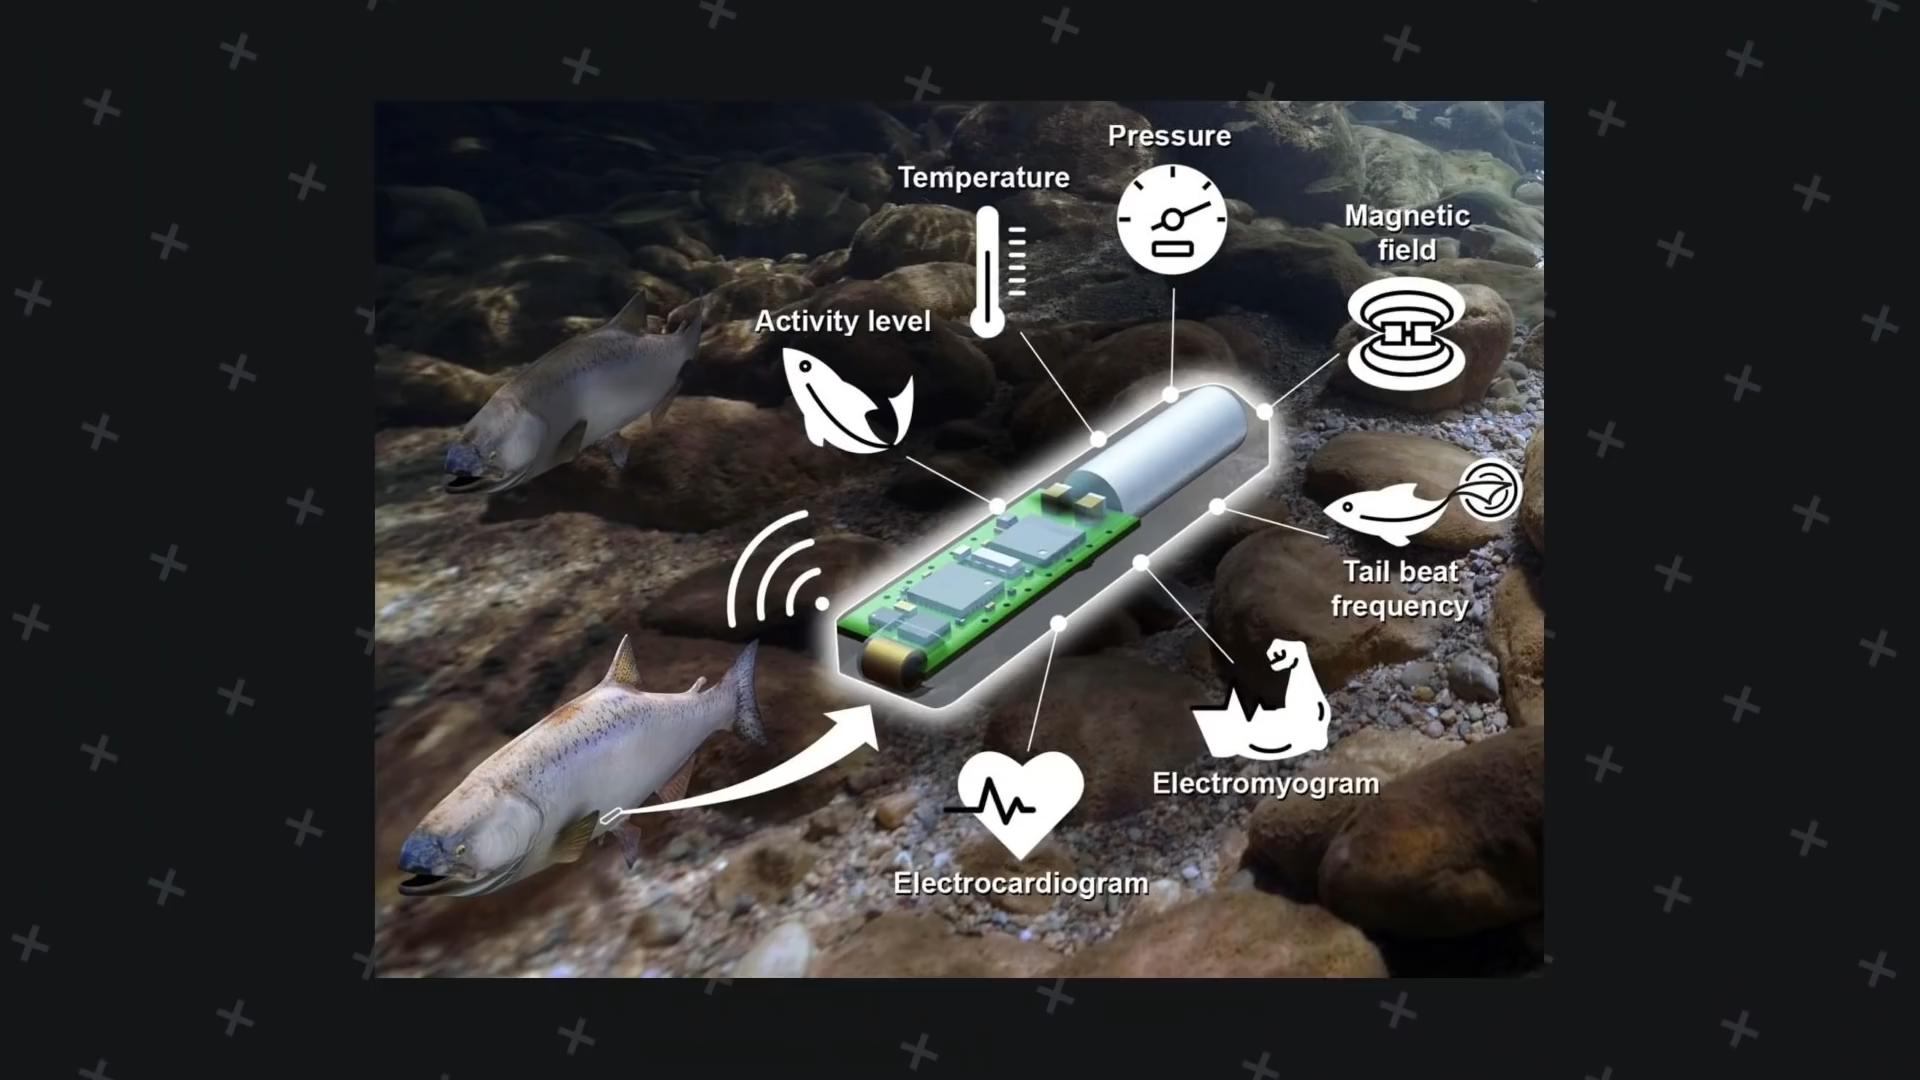 Pressure
Temperature
Magnetic
field
Activity level
Tail beat
frequency
Electromyogram
Electrocardiogram